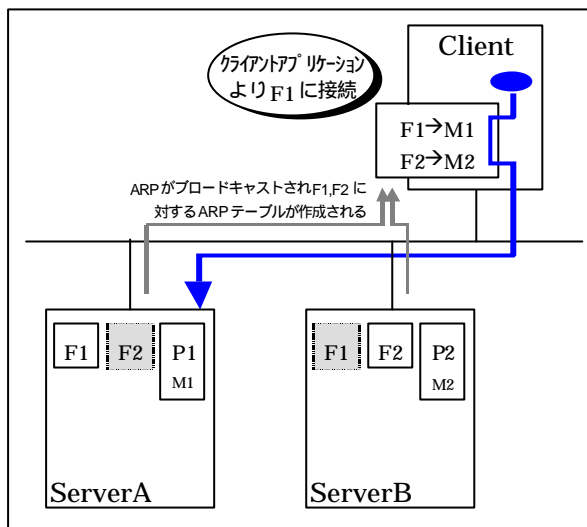 Client
クライアントアプリケーション
よりF1に接続
F1→M1
F2→M2
ARPがブロードキャストされF1,F2に
対するARPテーブルが作成される
F1
F2
P1
M1
F1
F2
P2
M2
ServerA
ServerB